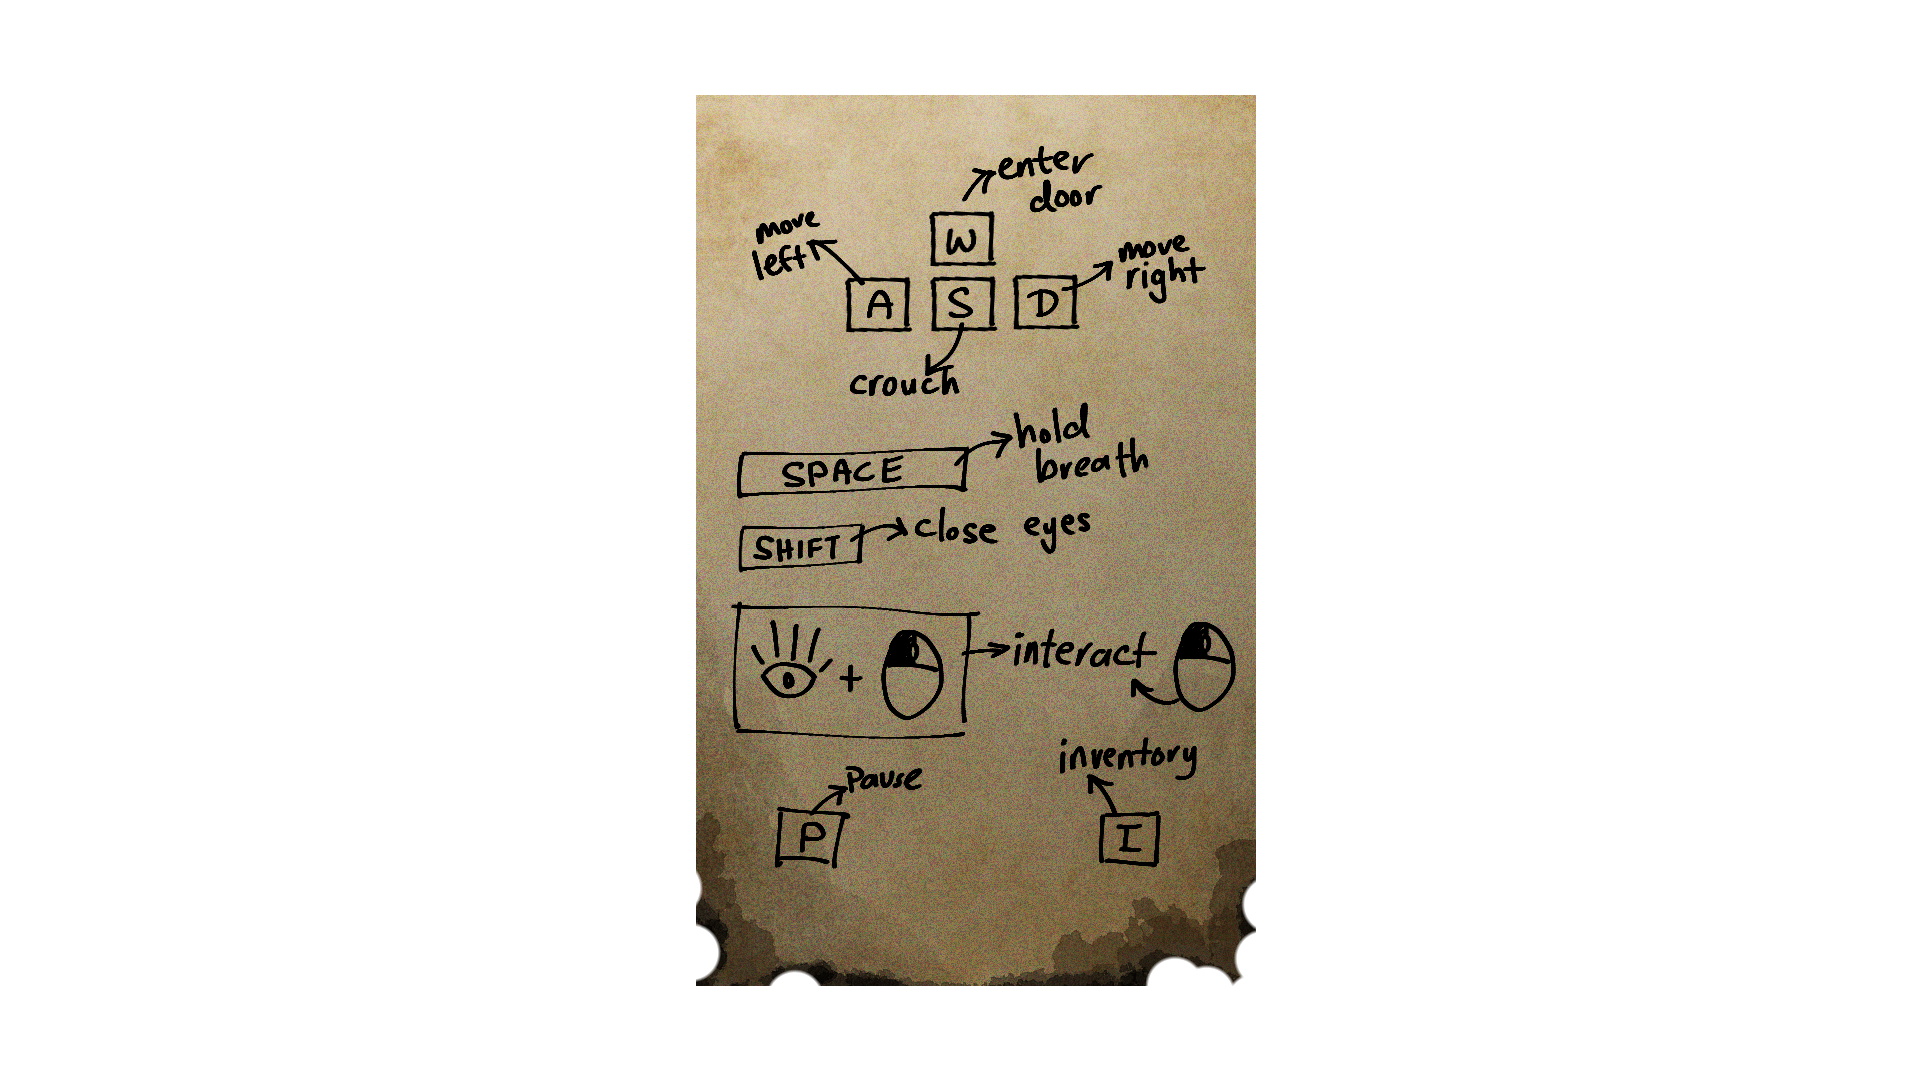 enter
door
move
left
W
move
right
A S D
crouch
hold
breath
SPACE
close eyes
SHIFT
+
interact
inventory
Pause
P
I